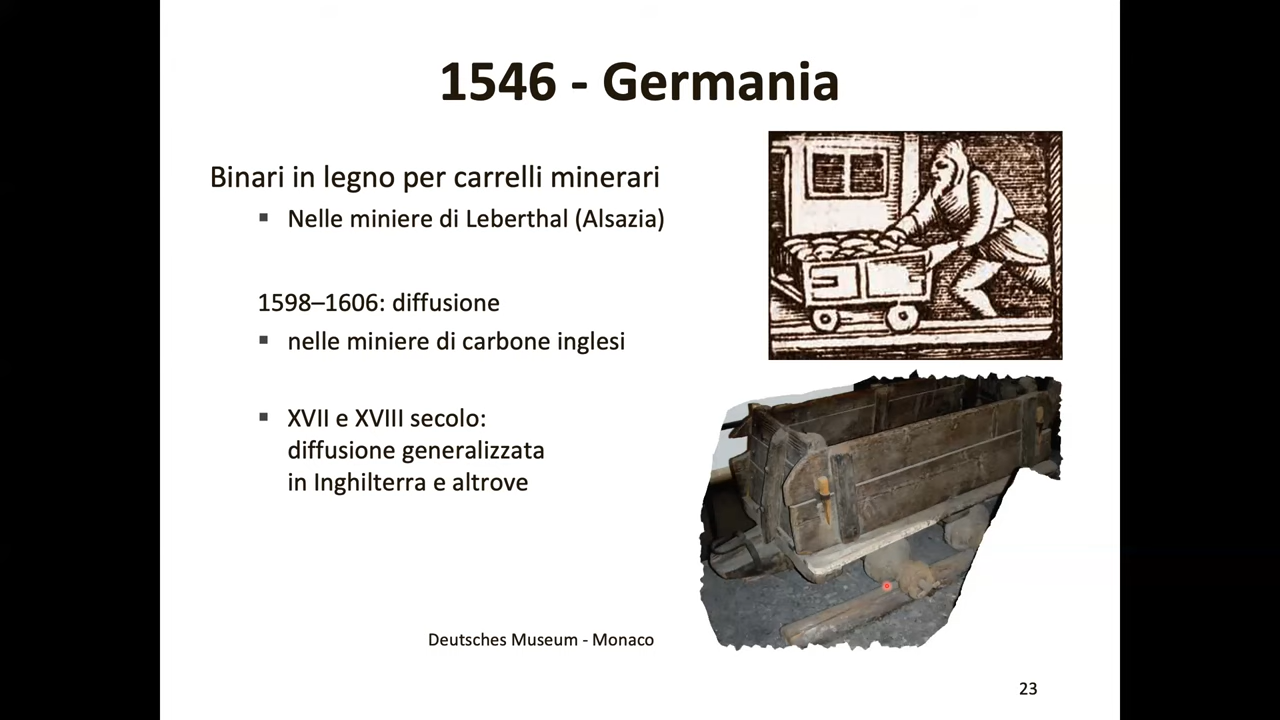 1546 - Germania
Binari in legno per carrelli minerari
▪ Nelle miniere di Leberthal (Alsazia)
1598–1606: diffusione
▪ nelle miniere di carbone inglesi
▪ XVII e XVIII secolo:
diffusione generalizzata
in Inghilterra e altrove
Deutsches Museum - Monaco
23